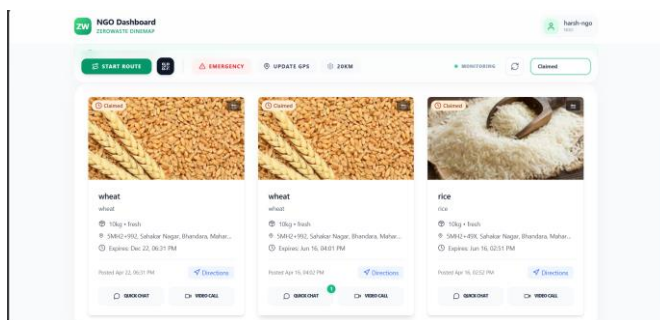 ZW
NGO Dashboard
ZEROWASTE DINEMAP
harsh-ngo
NGO
START ROUTE
EMERGENCY
UPDATE GPS
20KM
MONITORING
Claimed
Claimed
wheat
wheat
10kg • fresh
5MH2+992, Sahakar Nagar, Bhandara, Mahar...
Expires: Dec 22, 06:31 PM
Posted Apr 22, 06:31 PM
Directions
QUICK CHAT
VIDEO CALL
Claimed
wheat
wheat
10kg • fresh
5MH2+992, Sahakar Nagar, Bhandara, Mahar...
Expires: Jun 16, 04:01 PM
Posted Apr 16, 04:02 PM
Directions
QUICK CHAT
1
VIDEO CALL
Claimed
rice
rice
10kg • fresh
5MH2+49X, Sahakar Nagar, Bhandara, Mahar...
Expires: Jun 16, 02:51 PM
Posted Apr 16, 02:52 PM
Directions
QUICK CHAT
VIDEO CALL